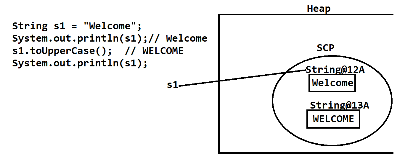 String s1 = "Welcome";
System.out.println(s1);// Welcome
s1.toUpperCase();  // WELCOME
System.out.println(s1);
s1
Heap
SCP
String@12A
Welcome
String@13A
WELCOME